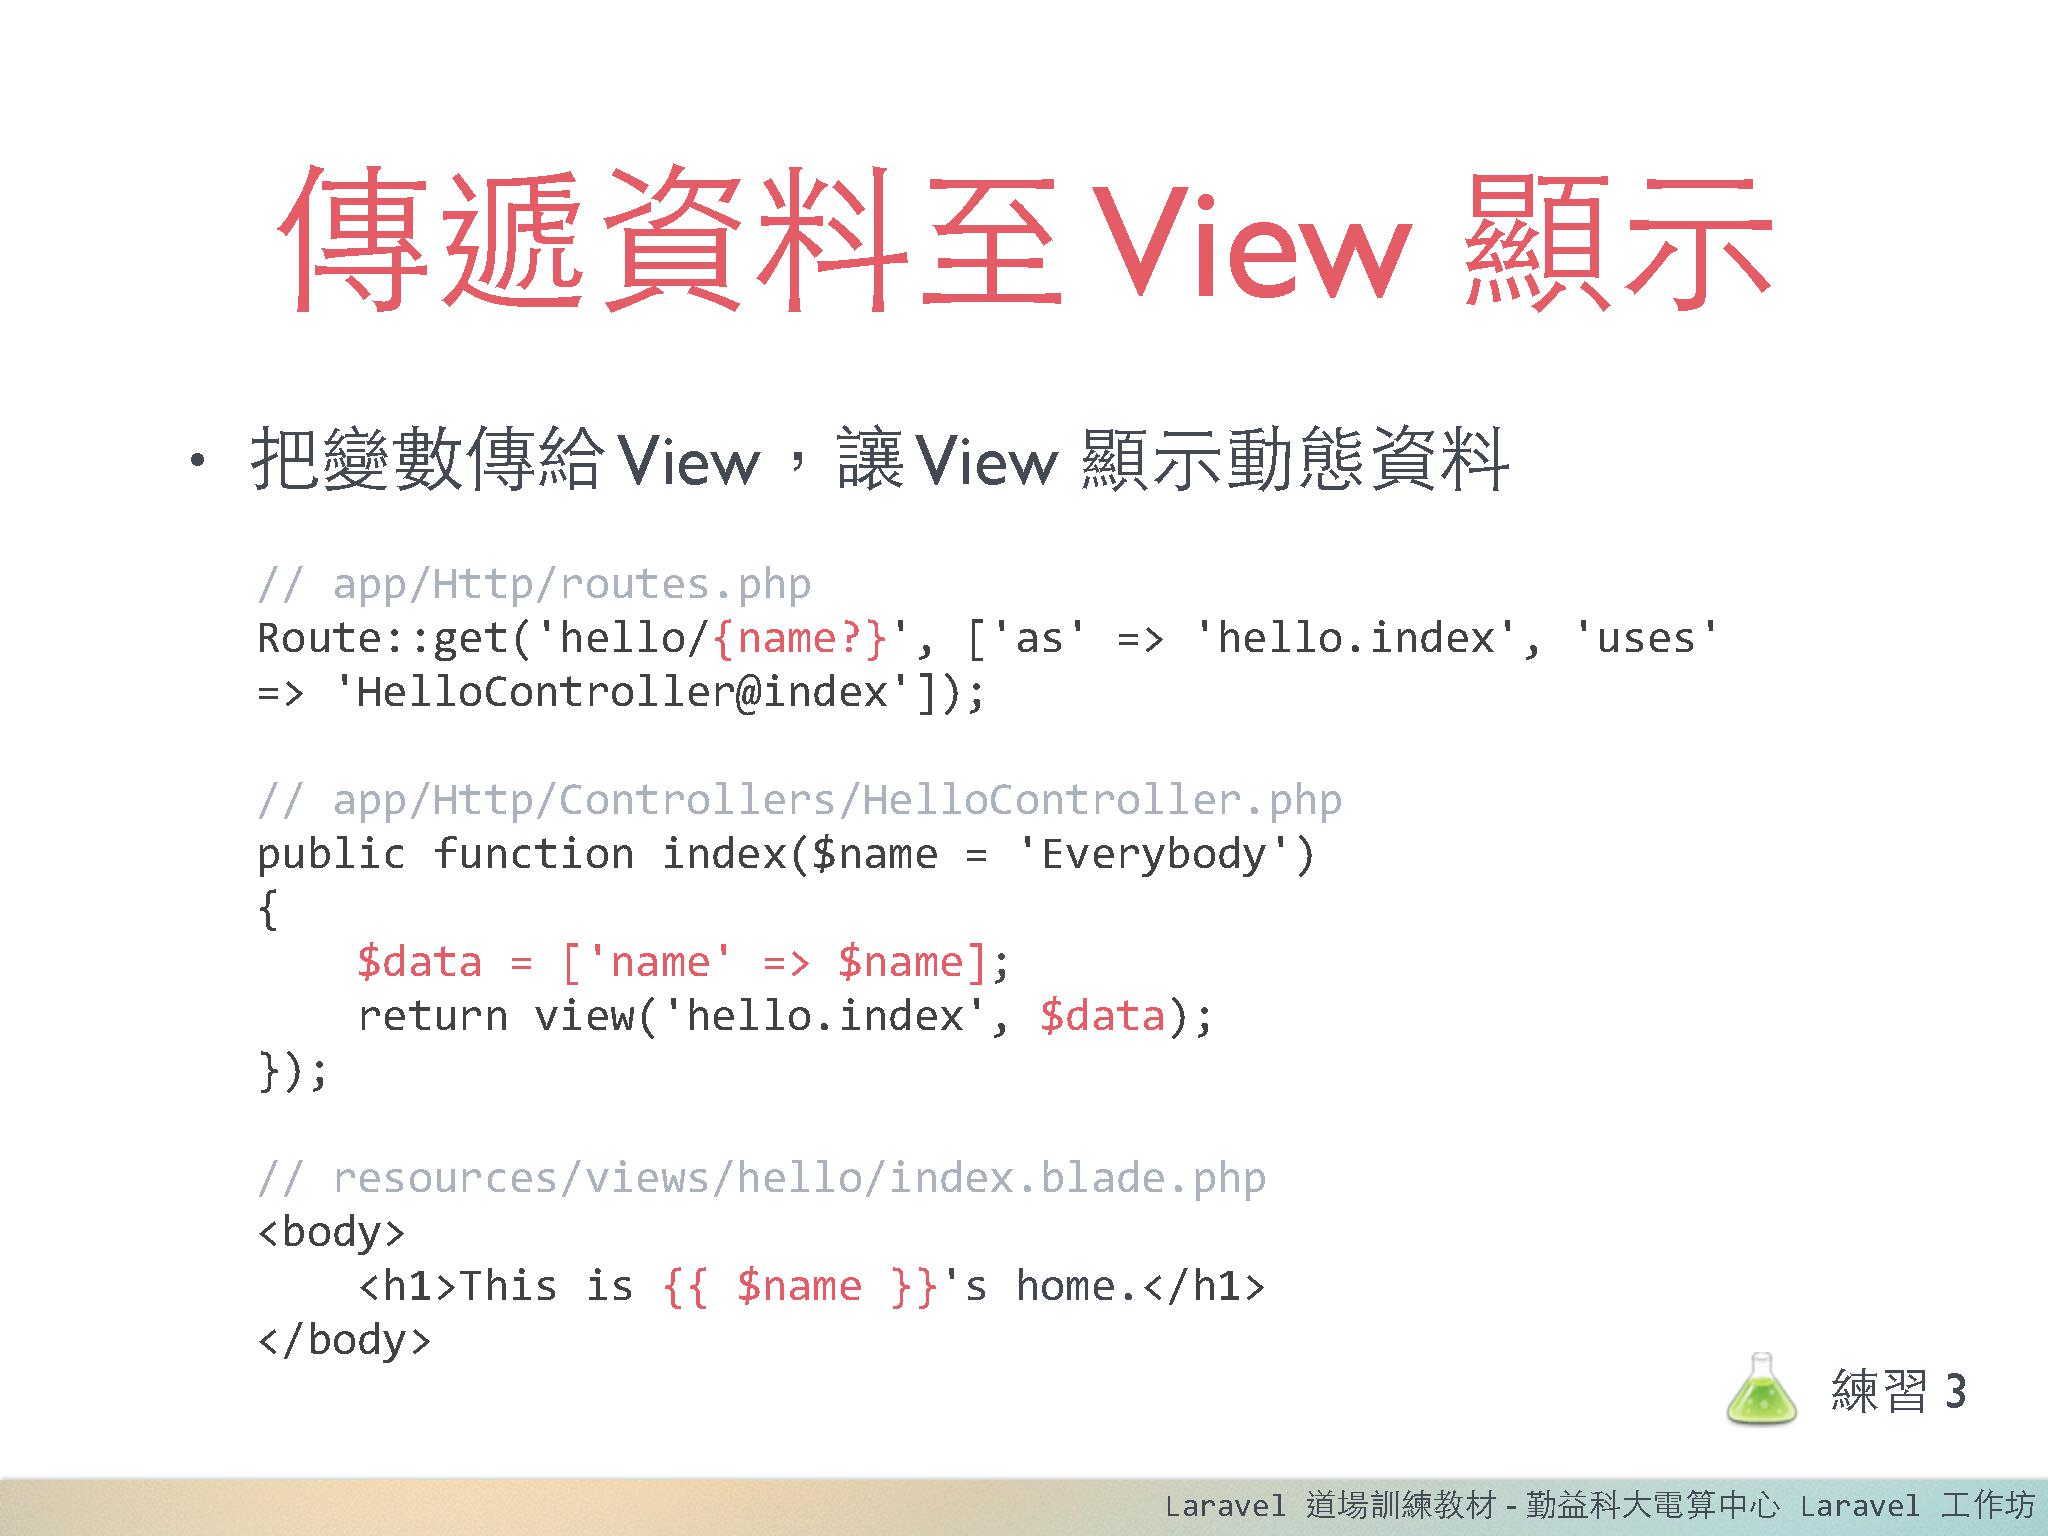 傳遞資料至 View 顯示
• 把變數傳給 View，讓 View 顯示動態資料
// app/Http/routes.php
Route::get('hello/{name?}', ['as' => 'hello.index', 'uses'
=> 'HelloController@index']);
// app/Http/Controllers/HelloController.php
public function index($name = 'Everybody')
{
    $data = ['name' => $name];
    return view('hello.index', $data);
});
// resources/views/hello/index.blade.php
<body>
    <h1>This is {{ $name }}'s home.</h1>
</body>
練習 3
Laravel 道場訓練教材 - 勤益科大電算中心 Laravel 工作坊